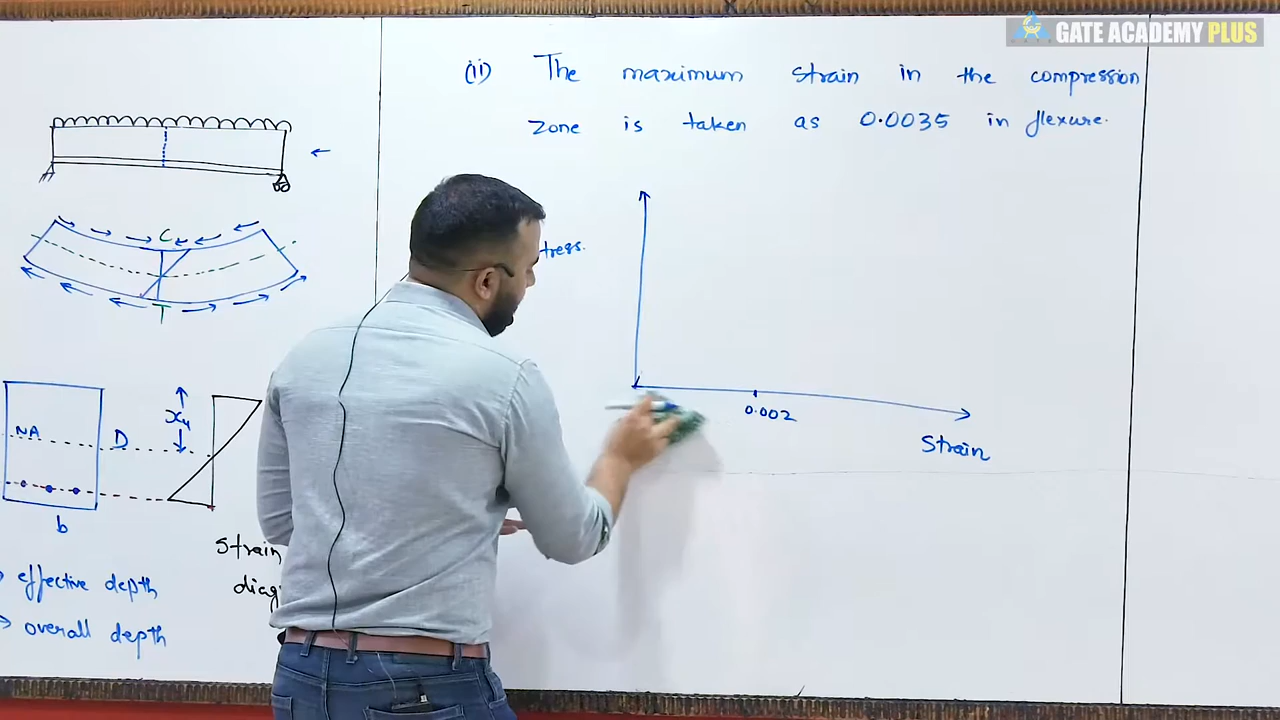 GATE ACADEMY PLUS
(ii) The maximum strain in the compression
zone is taken as 0.0035 in flexure.
tress.
0.002
Strain
C
T
NA
D
xu
b
Strain
diag
effective depth
overall depth